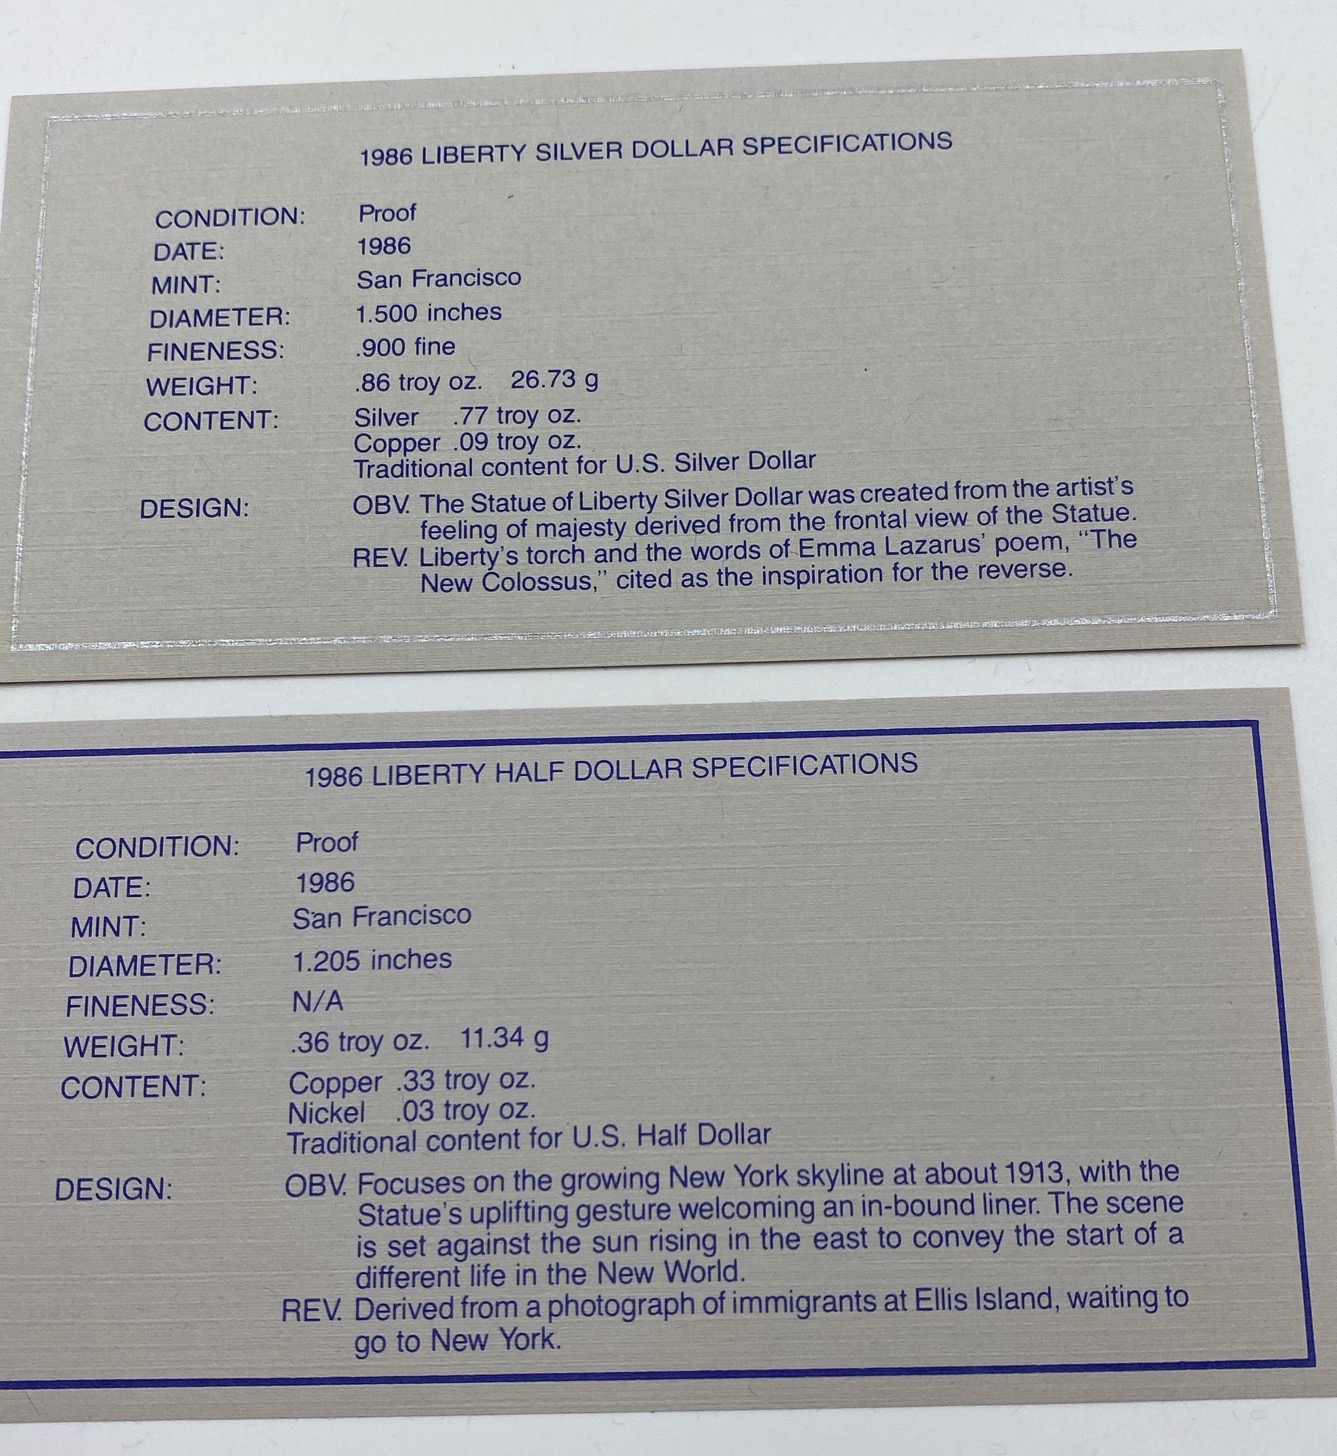 1986 LIBERTY SILVER DOLLAR SPECIFICATIONS
CONDITION: Proof
DATE: 1986
MINT: San Francisco
DIAMETER: 1.500 inches
FINENESS: .900 fine
WEIGHT: .86 troy oz. 26.73 g
CONTENT: Silver .77 troy oz.
Copper .09 troy oz.
Traditional content for U.S. Silver Dollar
DESIGN: OBV. The Statue of Liberty Silver Dollar was created from the artist's
feeling of majesty derived from the frontal view of the Statue.
REV. Liberty's torch and the words of Emma Lazarus' poem, "The
New Colossus," cited as the inspiration for the reverse.
1986 LIBERTY HALF DOLLAR SPECIFICATIONS
CONDITION: Proof
DATE: 1986
MINT: San Francisco
DIAMETER: 1.205 inches
FINENESS: N/A
WEIGHT: .36 troy oz. 11.34 g
CONTENT: Copper .33 troy oz.
Nickel .03 troy oz.
Traditional content for U.S. Half Dollar
DESIGN: OBV. Focuses on the growing New York skyline at about 1913, with the
Statue's uplifting gesture welcoming an in-bound liner. The scene
is set against the sun rising in the east to convey the start of a
different life in the New World.
REV. Derived from a photograph of immigrants at Ellis Island, waiting to
go to New York.